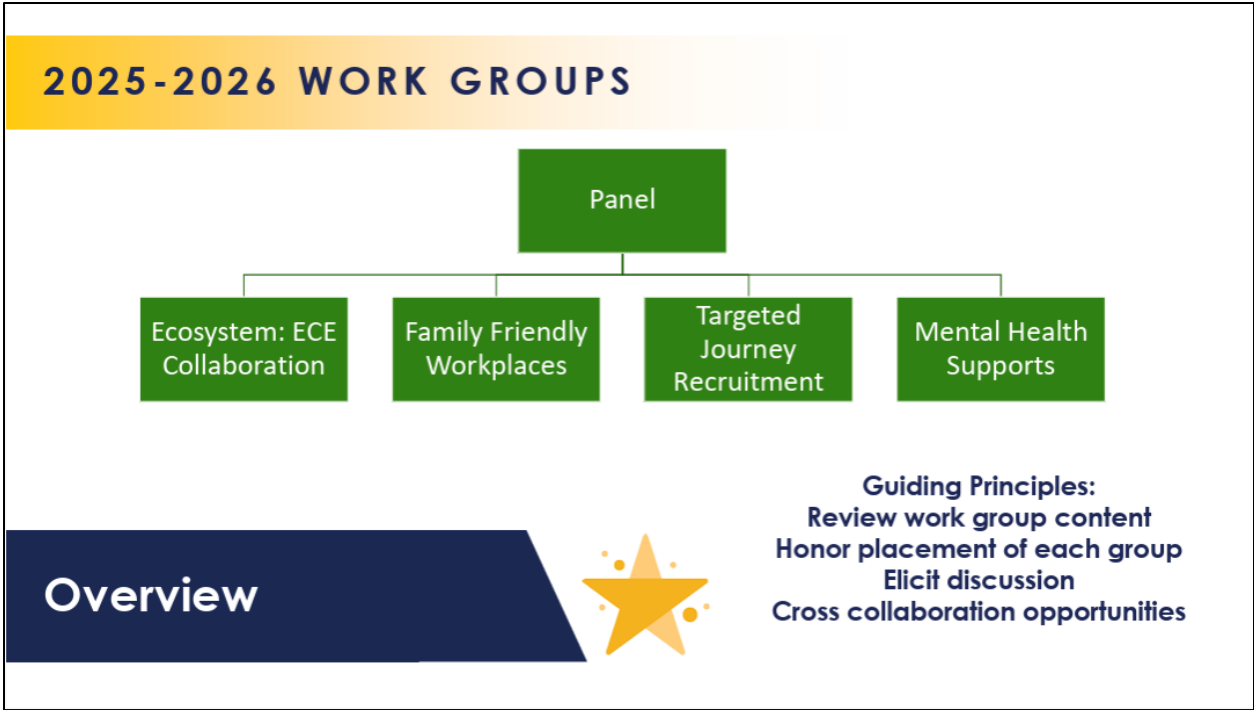 2025-2026 WORK GROUPS
Panel
Ecosystem: ECE
Collaboration
Family Friendly
Workplaces
Targeted
Journey
Recruitment
Mental Health
Supports
Guiding Principles:
Review work group content
Honor placement of each group
Elicit discussion
Cross collaboration opportunities
Overview